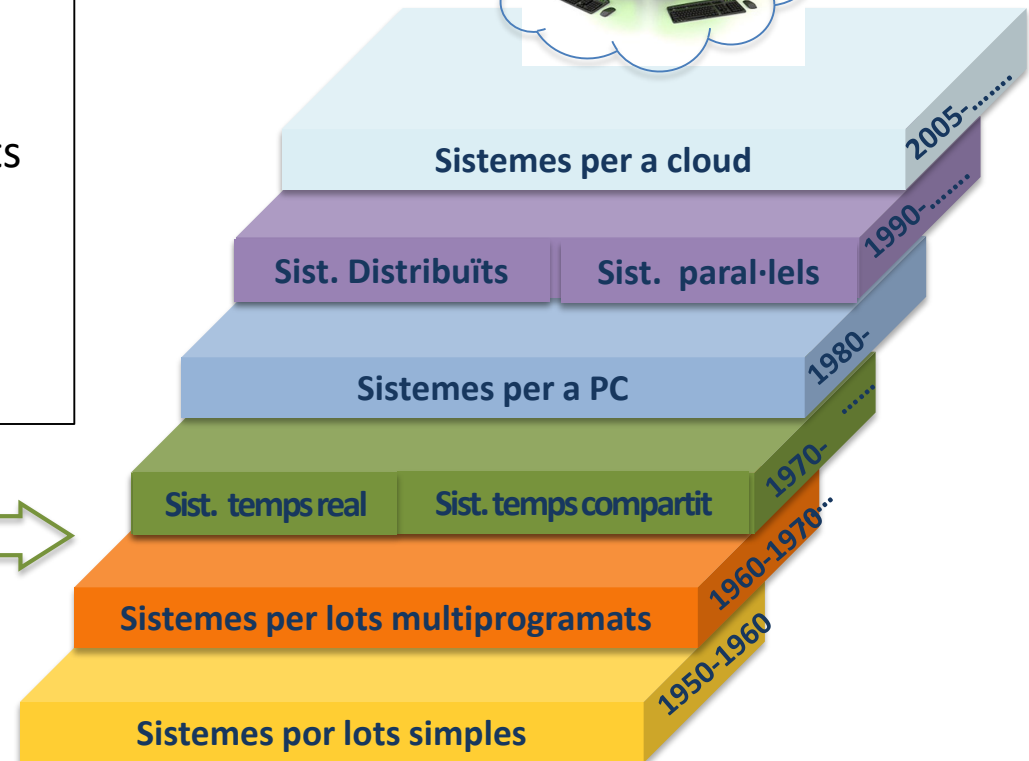 Sistemes per a cloud
2005-.......
Sist. Distribuïts
Sist. paral·lels
1990-.......
Sistemes per a PC
1980-
......
Sist. temps real
Sist. temps compartit
1970-
Sistemes per lots multiprogramats
1960-1970...
Sistemes por lots simples
1950-1960